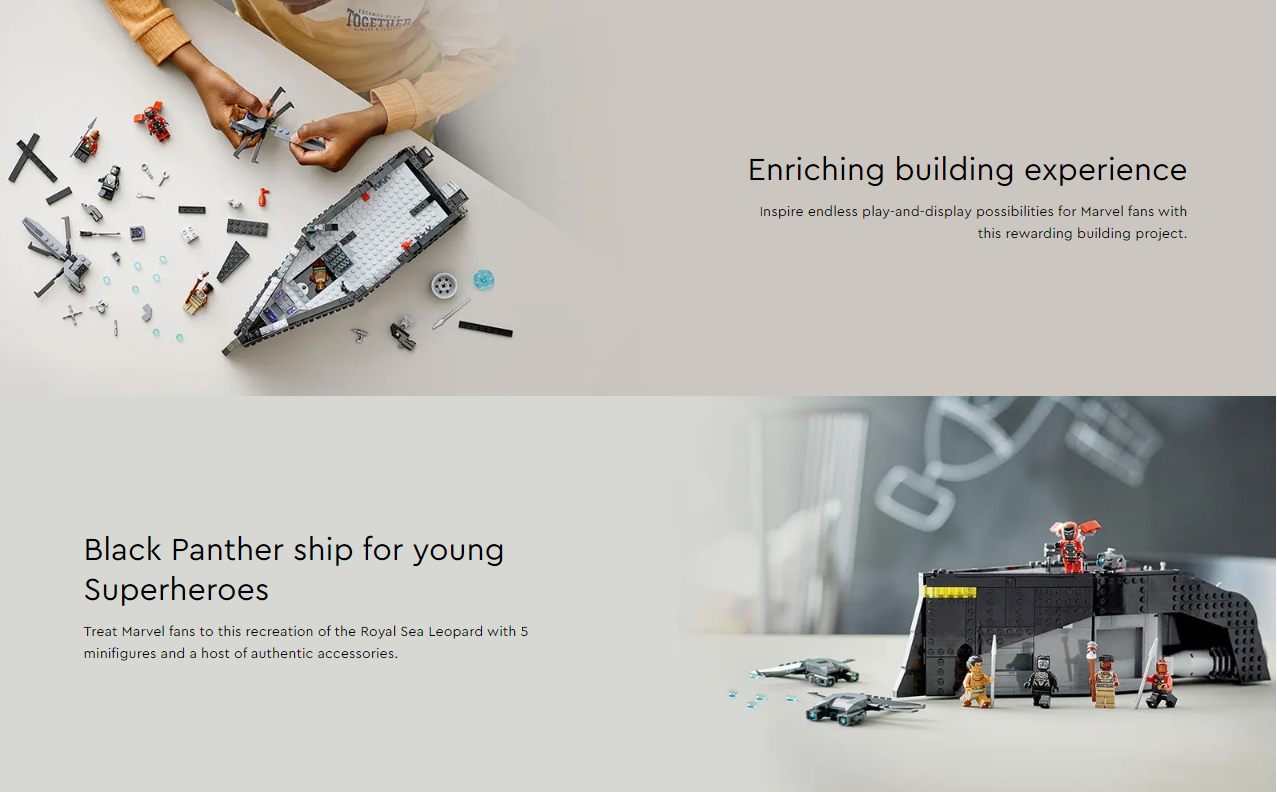 TOGETHER
Enriching building experience
Inspire endless play-and-display possibilities for Marvel fans with
this rewarding building project.
Black Panther ship for young
Superheroes
Treat Marvel fans to this recreation of the Royal Sea Leopard with 5
minifigures and a host of authentic accessories.